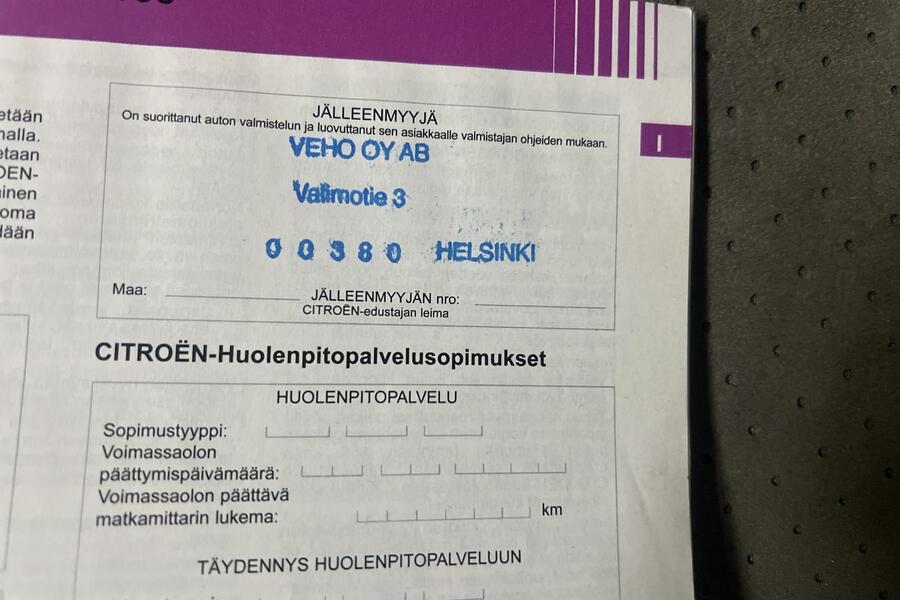 etään
JÄLLEENMYYJÄ
On suorittanut auton valmistelun ja luovuttanut sen asiakkaalle valmistajan ohjeiden mukaan.
VEHO OY AB
Valimotie 3
00380 HELSINKI
Maa:
JÄLLEENMYYJÄN nro:
CITROËN-edustajan leima
I
CITROËN-Huolenpitopalvelusopimukset
HUOLENPITOPALVELU
Sopimustyyppi:
Voimassaolon
päättymispäivämäärä:
Voimassaolon päättävä
matkamittarin lukema: km
TÄYDENNYS HUOLENPITOPALVELUUN